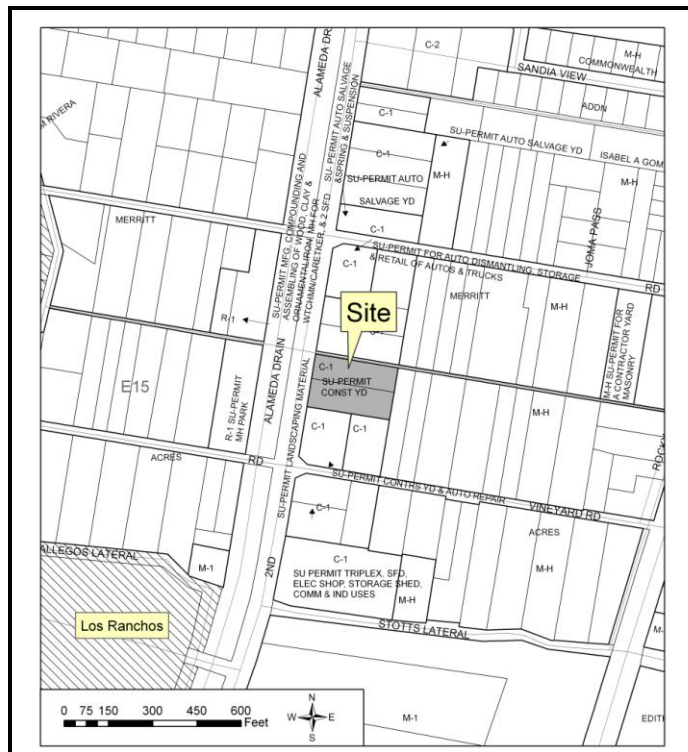 C-2
M-H
COMMONWEALTH
SANDIA VIEW
ADDN
ALAMEDA DR
SU- PERMIT AUTO SALVAGE
&SPRING & SUSPENSION
C-1
SU-PERMIT AUTO SALVAGE YD
ISABEL A GOM
RIVERA
C-1
SU-PERMIT AUTO
SALVAGE YD
M-H
M-H
C-1
MERRITT
SU-PERMIT MFG, COMPOUNDING AND
ASSEMBLING OF WOOD, CLAY &
ORNAMENTAL IRON, MH FOR
WTCHMN/CARETKER, & 2 SFD
SU-PERMIT FOR AUTO DISMANTLING, STORAGE
& RETAIL OF AUTOS & TRUCKS
JOMA PASS
RD
C-1
MERRITT
M-H
M-H SU-PERMIT FOR
A CONTRACTOR YARD
MASONRY
Site
R-1
C-1
C-1
SU PERMIT
CONST YD
E15
R-1 SU-PERMIT
MH PARK
ALAMEDA DRAIN
SU-PERMIT LANDSCAPING MATERIAL
M-H
C-1
C-1
ACRES
RD
SU-PERMIT CONTRS YD & AUTO REPAIR
VINEYARD RD
C-1
ACRES
ALLEGOS LATERAL
M-1
2ND
C-1
SU PERMIT TRIPLEX, SFD,
ELEC SHOP, STORAGE SHED,
COMM & IND USES
M-H
M-H
Los Ranchos
STOTTS LATERAL
M-
N
W E
S
0 75 150 300 450 600
Feet
M-1
EDITH